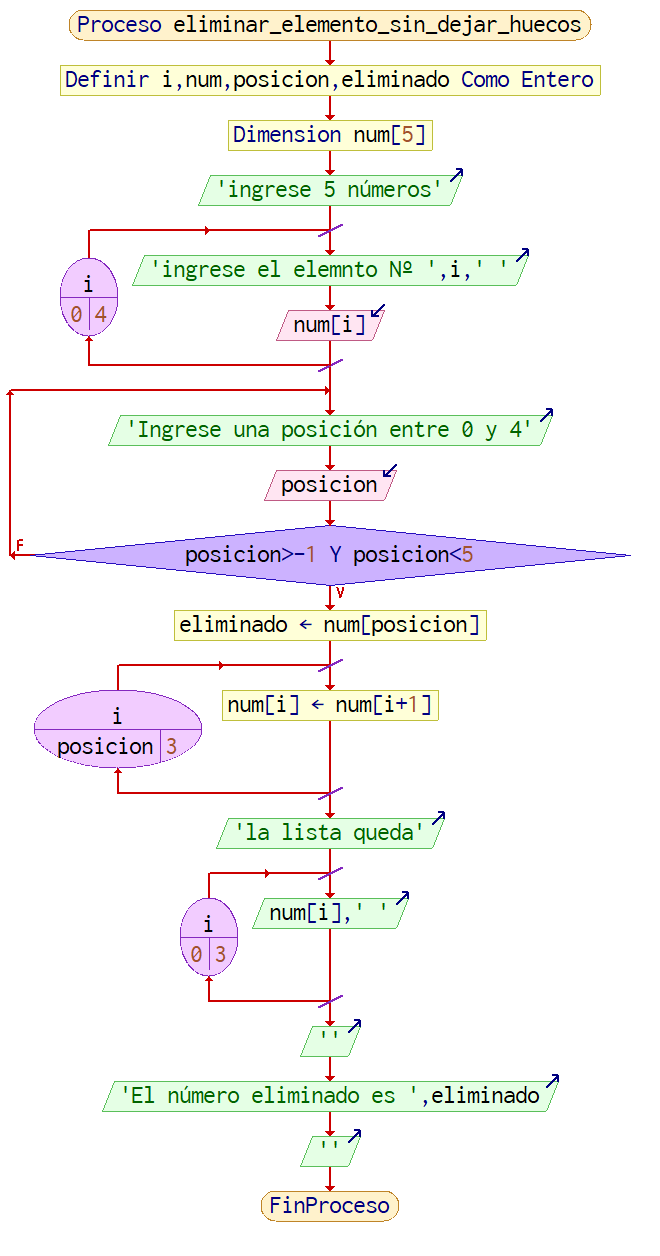 Proceso eliminar_elemento_sin_dejar_huecos
Definir i,num,posicion,eliminado Como Entero
Dimension num[5]
'ingrese 5 números'
'ingrese el elemnto Nº ',i,' '
i
0 4
num[i]
'Ingrese una posición entre 0 y 4'
posicion
F
posicion>-1 Y posicion<5
V
eliminado ← num[posicion]
num[i] ← num[i+1]
i
posicion 3
'la lista queda'
num[i],' '
i
0 3
''
'El número eliminado es ',eliminado
''
FinProceso